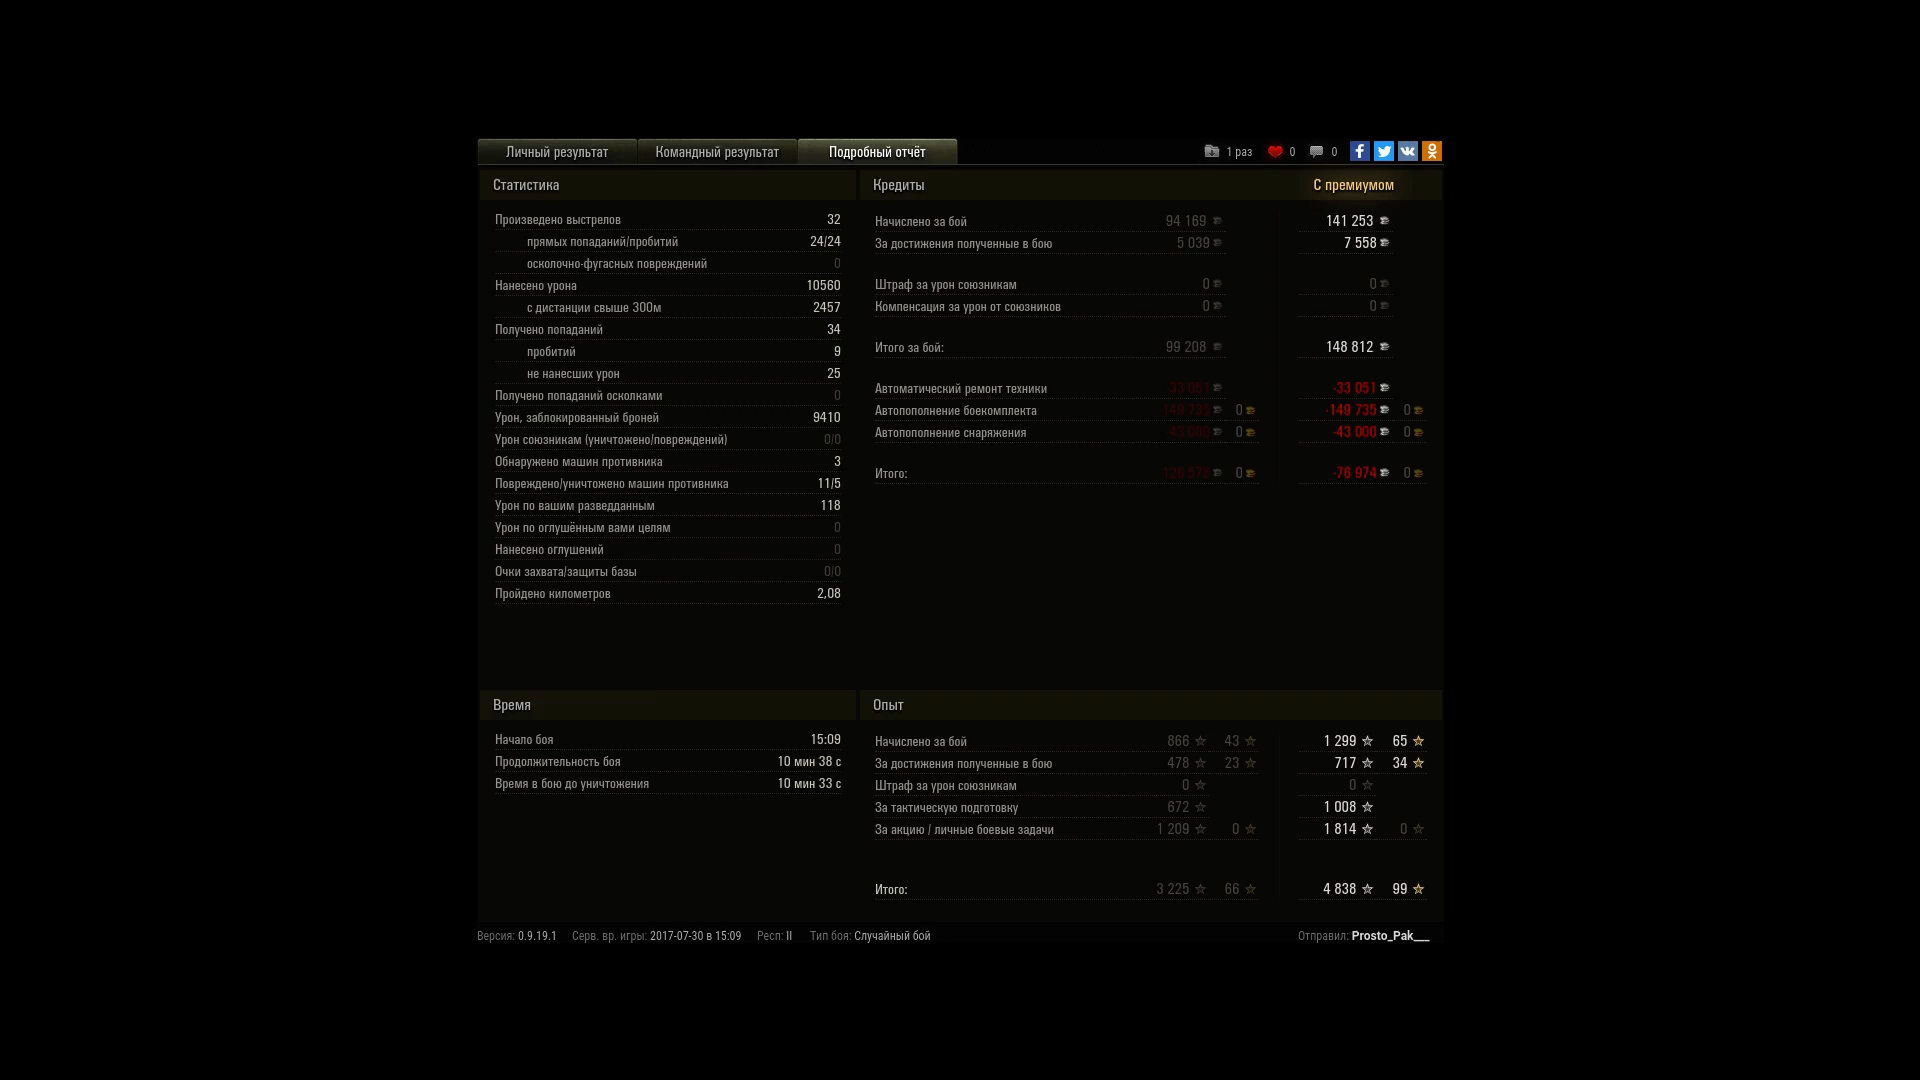 Личный результат Командный результат Подробный отчёт 1 раз 0 0
Статистика
Произведено выстрелов 32
прямых попаданий/пробитий 24/24
осколочно-фугасных повреждений 0
Нанесено урона 10560
с дистанции свыше 300м 2457
Получено попаданий 34
пробитий 9
не нанесших урон 25
Получено попаданий осколками 0
Урон, заблокированный броней 9410
Урон союзникам (уничтожено/повреждений) 0/0
Обнаружено машин противника 3
Повреждено/уничтожено машин противника 11/5
Урон по вашим разведданным 118
Урон по оглушённым вами целям 0
Нанесено оглушений 0
Очки захвата/защиты базы 0/0
Пройдено километров 2,08
Кредиты С премиумом
Начислено за бой 94 169 141 253
За достижения полученные в бою 5 039 7 558
Штраф за урон союзникам 0 0
Компенсация за урон от союзников 0 0
Итого за бой: 99 208 148 812
Автоматический ремонт техники -33 051 -33 051
Автопополнение боекомплекта -149 735 0 -149 735 0
Автопополнение снаряжения -43 000 0 -43 000 0
Итого: 0 -76 974 0
Время
Начало боя 15:09
Продолжительность боя 10 мин 38 с
Время в бою до уничтожения 10 мин 33 с
Опыт
Начислено за бой 866 43 1 299 65
За достижения полученные в бою 478 23 717 34
Штраф за урон союзникам 0 0
За тактическую подготовку 672 1 008
За акцию / личные боевые задачи 1 209 0 1 814 0
Итого: 3 225 66 4 838 99
Версия: 0.9.19.1 Серв. вр. игры: 2017-07-30 в 15:09 Респ: II Тип боя: Случайный бой Отправил: Prosto_Pak___